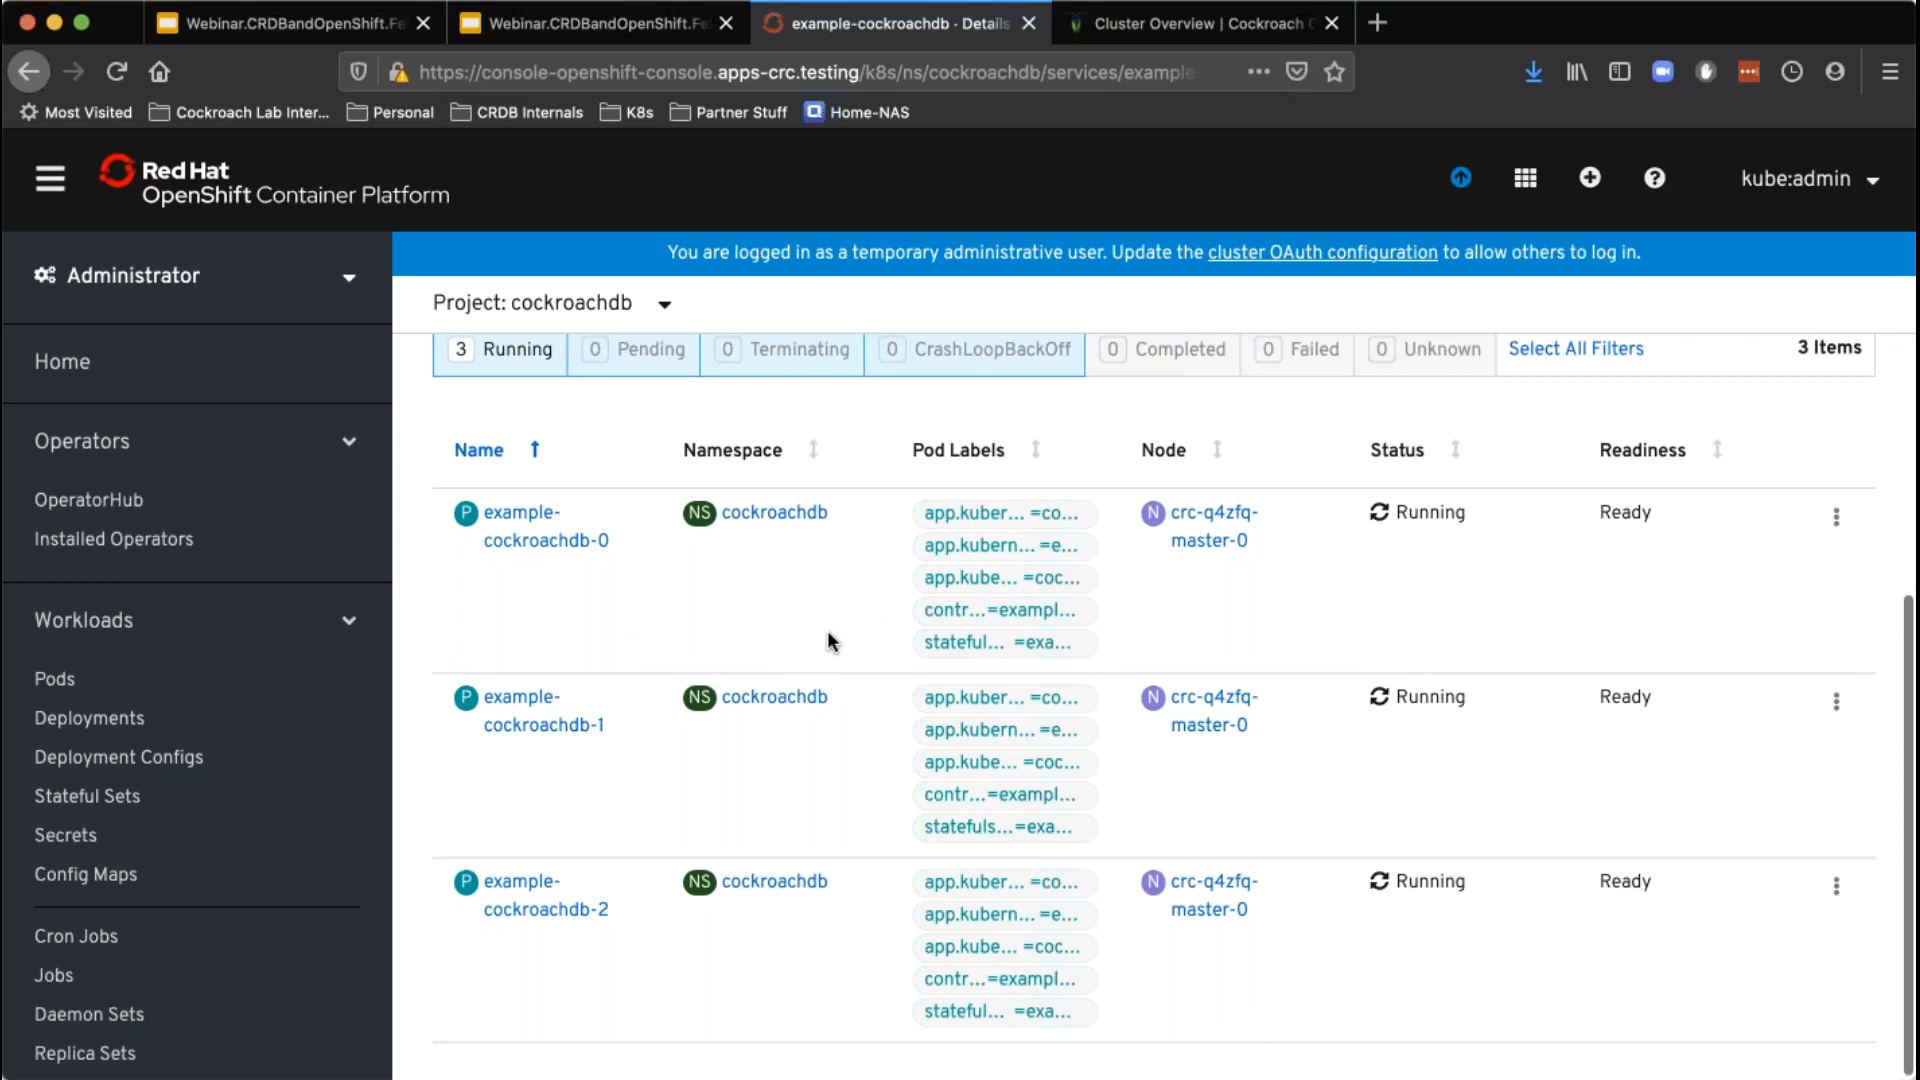 Webinar.CRDBandOpenShift.Fe
Webinar.CRDBandOpenShift.Fe
example-cockroachdb · Details
Cluster Overview | Cockroach C
https://console-openshift-console.apps-crc.testing/k8s/ns/cockroachdb/services/example-
Most Visited
Cockroach Lab Inter...
Personal
CRDB Internals
K8s
Partner Stuff
Home-NAS
Red Hat
OpenShift Container Platform
kube:admin
You are logged in as a temporary administrative user. Update the cluster OAuth configuration to allow others to log in.
Administrator
Home
Operators
OperatorHub
Installed Operators
Workloads
Pods
Deployments
Deployment Configs
Stateful Sets
Secrets
Config Maps
Cron Jobs
Jobs
Daemon Sets
Replica Sets
Project: cockroachdb
3 Running 0 Pending 0 Terminating 0 CrashLoopBackOff 0 Completed 0 Failed 0 Unknown Select All Filters 3 Items
Name Namespace Pod Labels Node Status Readiness
P example-cockroachdb-0
NS cockroachdb
app.kuber... =co...
app.kubern... =e...
app.kube... =coc...
contr...=exampl...
stateful... =exa...
N crc-q4zfq-master-0
Running
Ready
P example-cockroachdb-1
NS cockroachdb
app.kuber... =co...
app.kubern... =e...
app.kube... =coc...
contr...=exampl...
statefuls...=exa...
N crc-q4zfq-master-0
Running
Ready
P example-cockroachdb-2
NS cockroachdb
app.kuber... =co...
app.kubern... =e...
app.kube... =coc...
contr...=exampl...
stateful... =exa...
N crc-q4zfq-master-0
Running
Ready